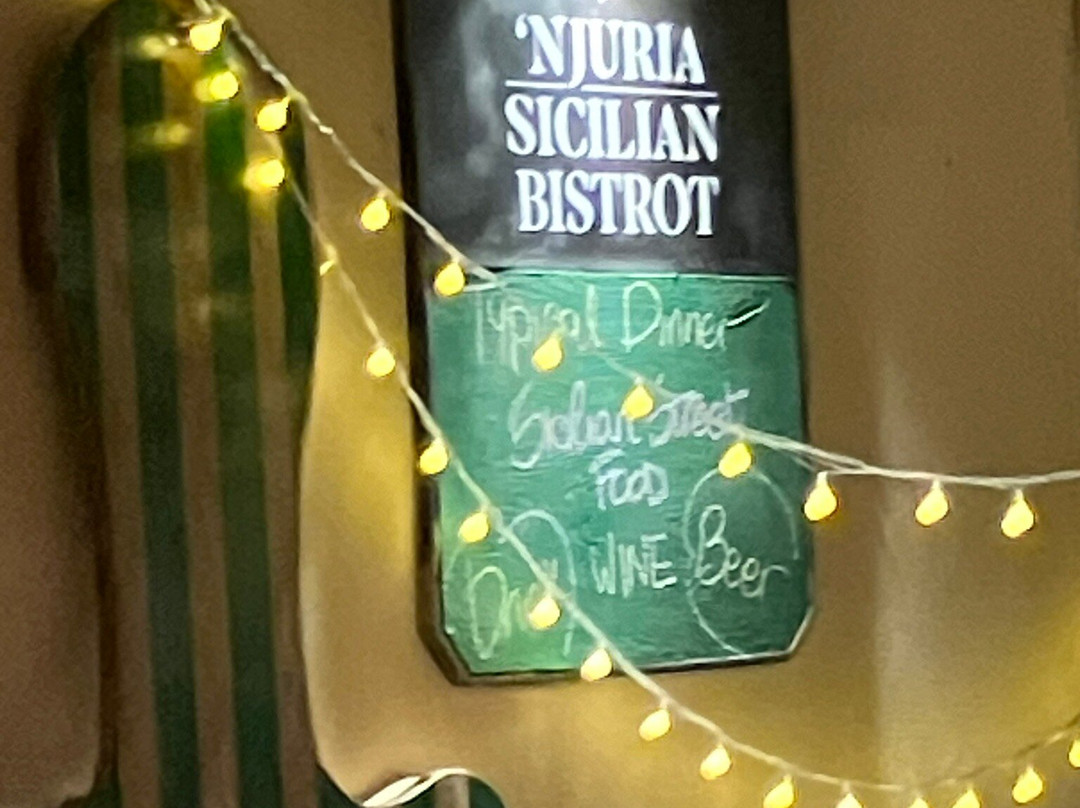 'NJURIA
SICILIAN
BISTROT
Typical Dinner
Sicilian Street
FOOD
WINE Beer